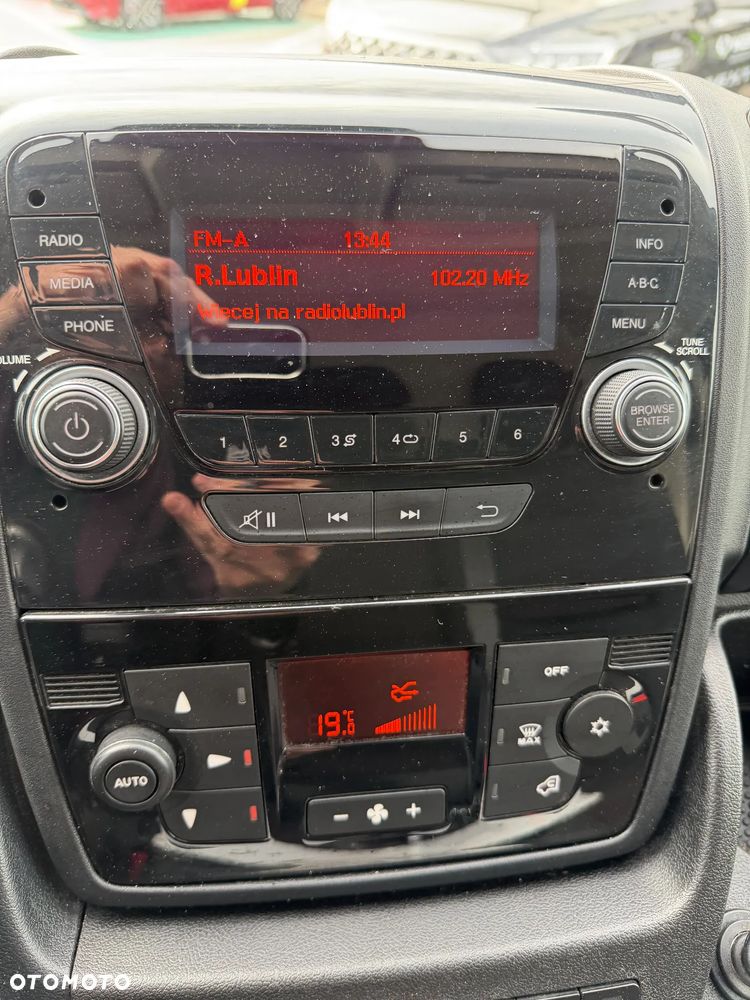 FM-A 13:44
RADIO
INFO
R.Lublin 102.20 MHz
MEDIA
A·B·C
Więcej na radiolublin.pl
PHONE
MENU
VOLUME
TUNE
SCROLL
BROWSE
ENTER
1 2 3 4 5 6
OFF
19.0 °C
MAX
AUTO
- +
OTOMOTO